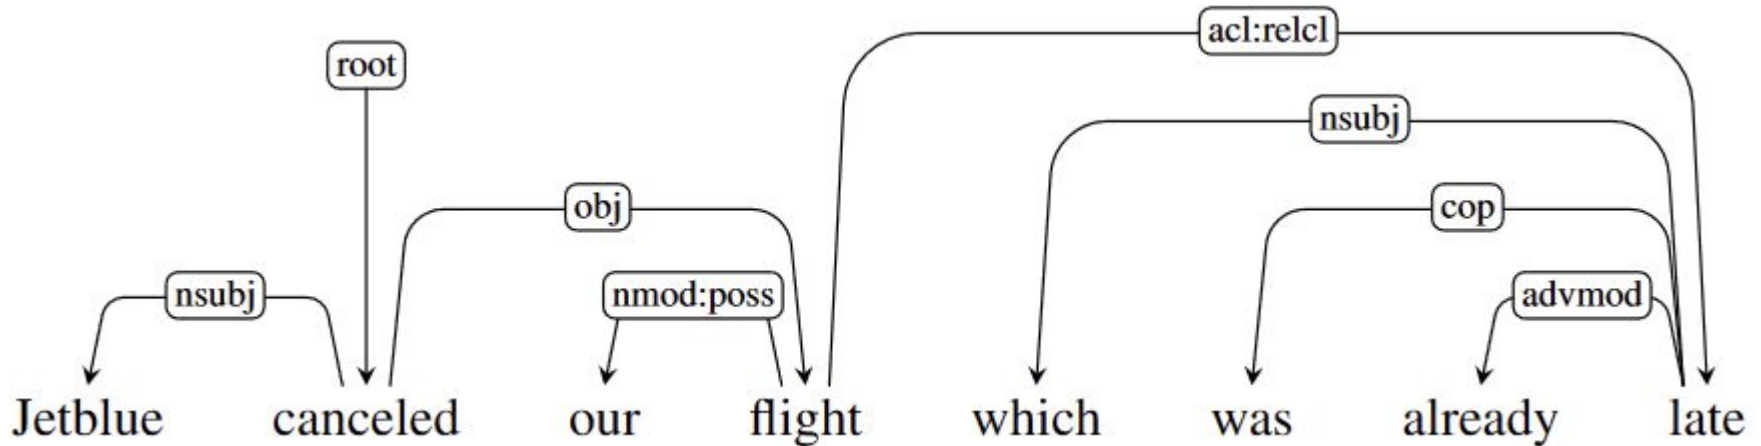 acl:relcl
root
nsubj
obj
cop
nsubj
nmod:poss
advmod
Jetblue canceled our flight which was already late